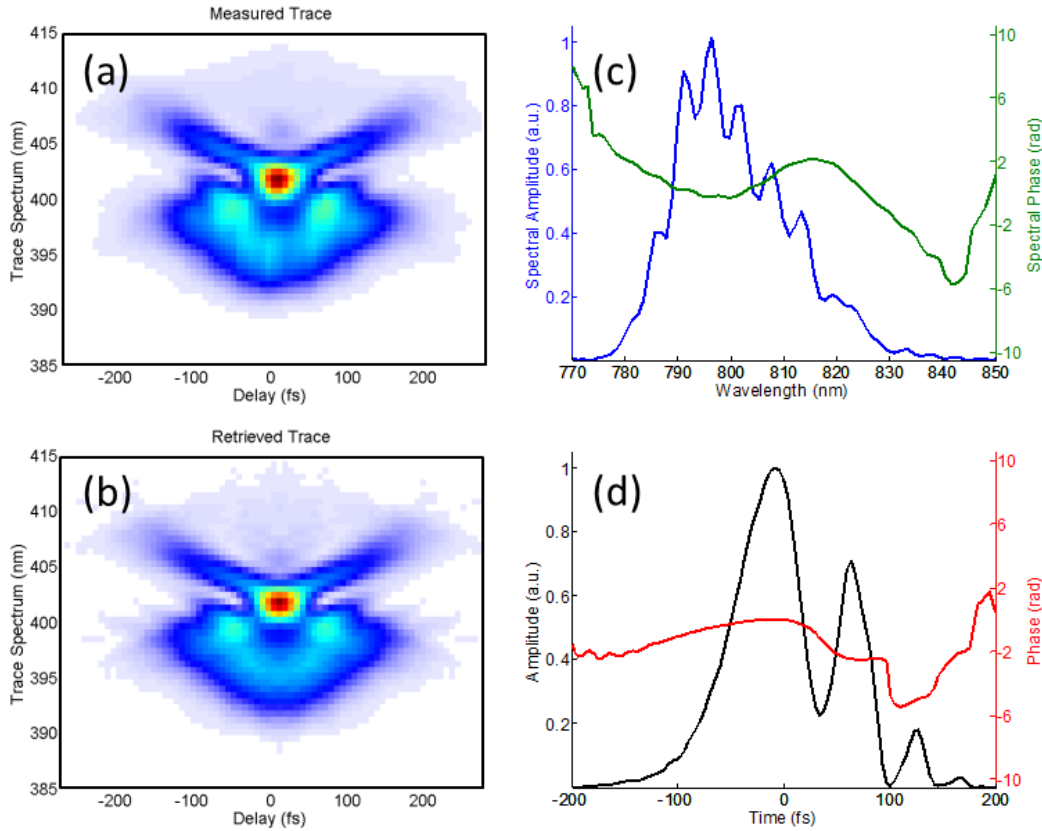 Measured Trace
(a)
415
410
405
400
395
390
385
Trace Spectrum (nm)
-200 -100 0 100 200
Delay (fs)
(c)
1
0.8
0.6
0.4
0.2
Spectral Amplitude (a.u.)
10
6
2
-2
-6
-10
Spectral Phase (rad)
770 780 790 800 810 820 830 840 850
Wavelength (nm)
Retrieved Trace
(b)
415
410
405
400
395
390
385
Trace Spectrum (nm)
-200 -100 0 100 200
Delay (fs)
(d)
1
0.8
0.6
0.4
0.2
Amplitude (a.u.)
10
6
2
-2
-6
-10
Phase (rad)
-200 -100 0 100 200
Time (fs)